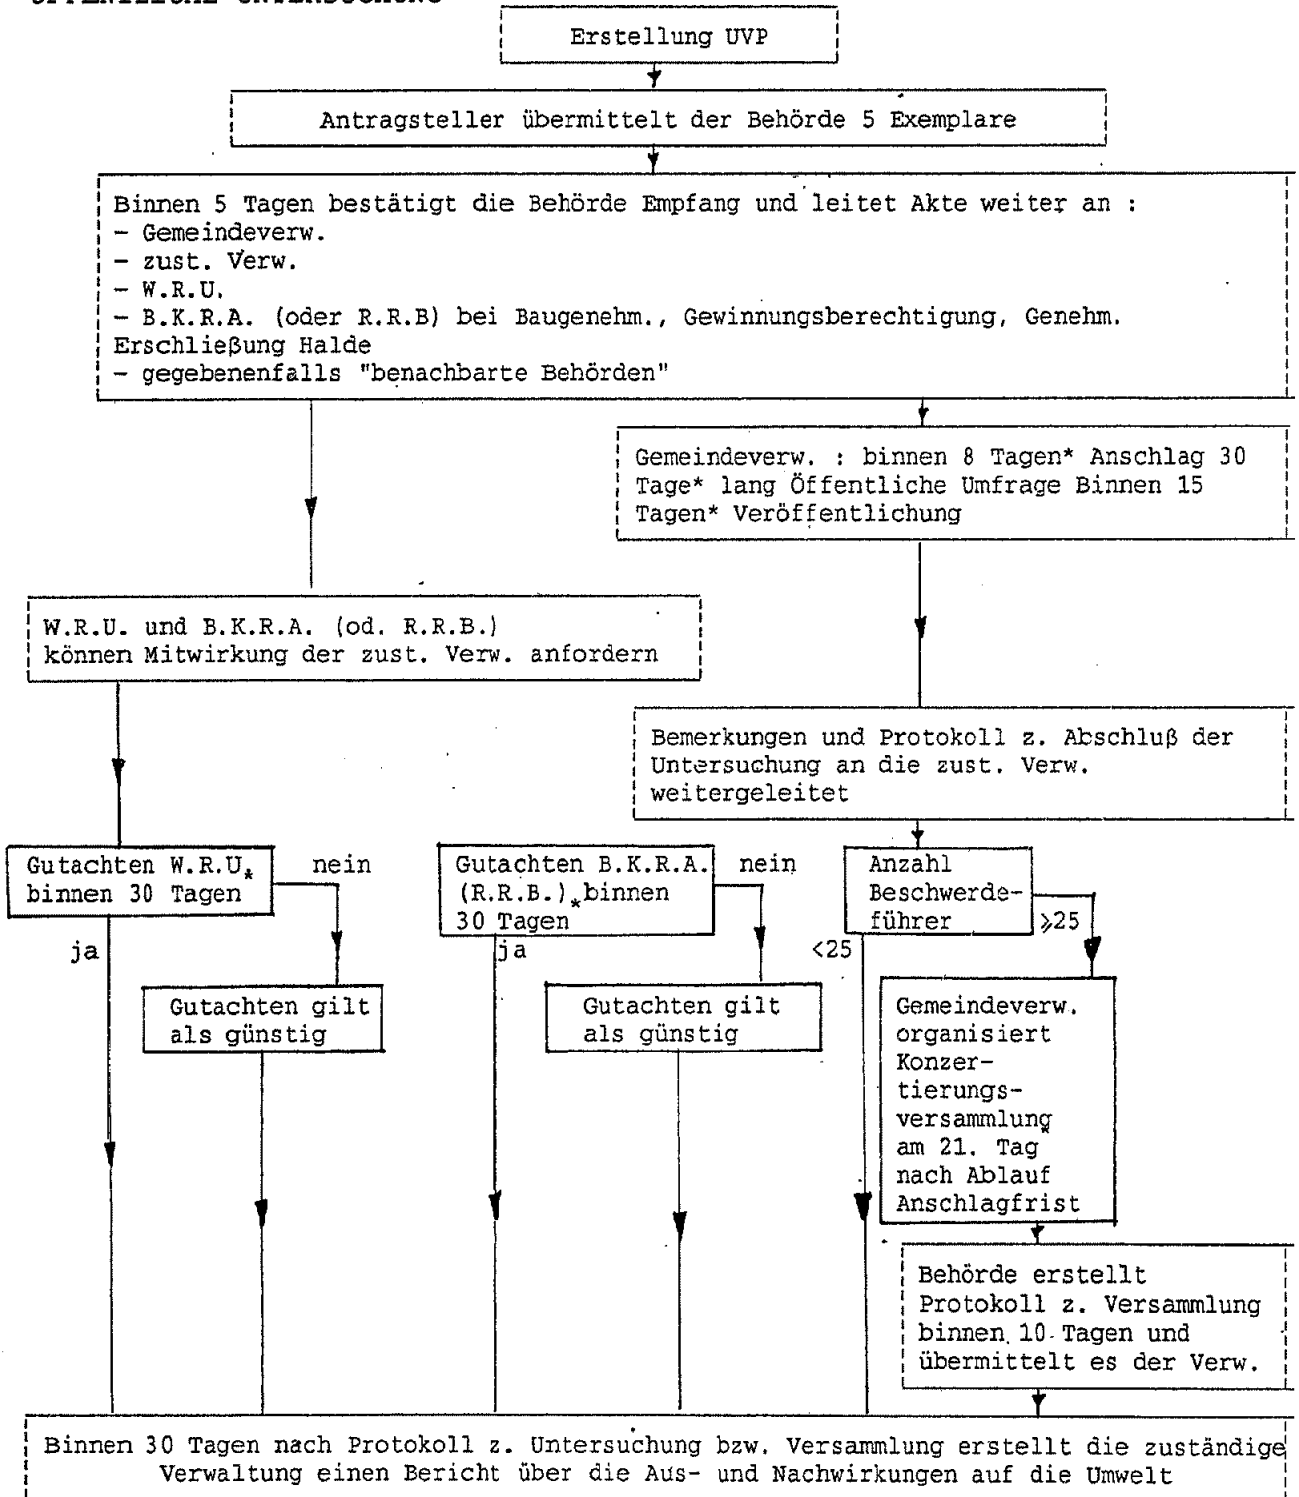 ÖFFENTLICHE UNTERSUCHUNG
Erstellung UVP
Antragsteller übermittelt der Behörde 5 Exemplare
Binnen 5 Tagen bestätigt die Behörde Empfang und leitet Akte weiter an :
- Gemeindeverw.
- zust. Verw.
- W.R.U.
- B.K.R.A. (oder R.R.B) bei Baugenehm., Gewinnungsberechtigung, Genehm.
Erschließung Halde
- gegebenenfalls "benachbarte Behörden"
Gemeindeverw. : binnen 8 Tagen* Anschlag 30
Tage* lang Öffentliche Umfrage Binnen 15
Tagen* Veröffentlichung
W.R.U. und B.K.R.A. (od. R.R.B.)
können Mitwirkung der zust. Verw. anfordern
Bemerkungen und Protokoll z. Abschluß der
Untersuchung an die zust. Verw.
weitergeleitet
Gutachten W.R.U.*
binnen 30 Tagen
nein
ja
Gutachten gilt
als günstig
Gutachten B.K.R.A.
(R.R.B.)*binnen
30 Tagen
nein
ja
Gutachten gilt
als günstig
Anzahl
Beschwerde-
führer
⩾25
<25
Gemeindeverw.
organisiert
Konzer-
tierungs-
versammlung
am 21. Tag*
nach Ablauf
Anschlagfrist
Behörde erstellt
Protokoll z. Versammlung
binnen 10 Tagen und
übermittelt es der Verw.
Binnen 30 Tagen nach Protokoll z. Untersuchung bzw. Versammlung erstellt die zuständige
Verwaltung einen Bericht über die Aus- und Nachwirkungen auf die Umwelt